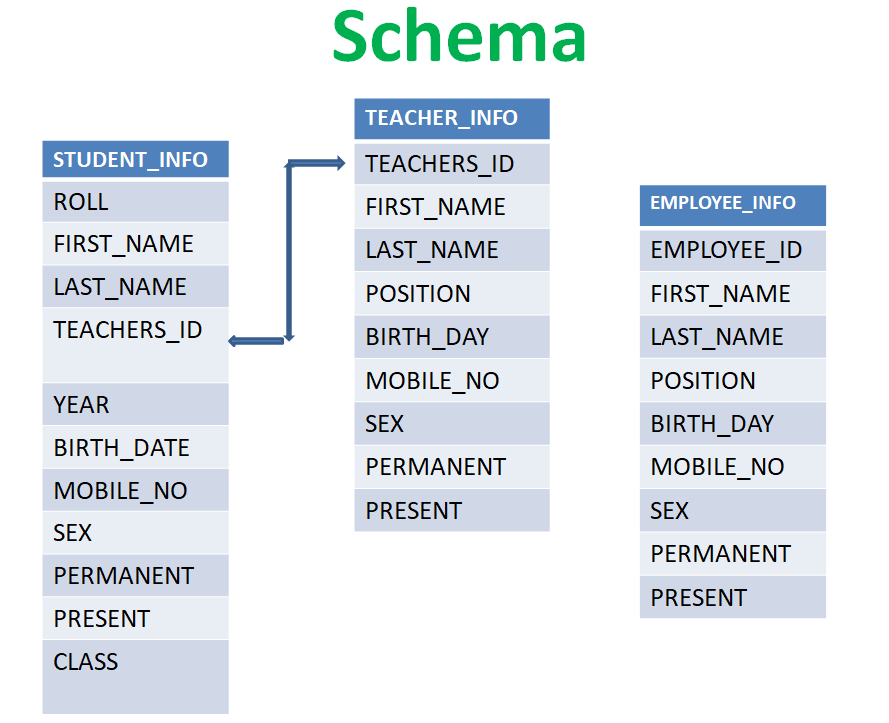 Schema
STUDENT_INFO
ROLL
FIRST_NAME
LAST_NAME
TEACHERS_ID
YEAR
BIRTH_DATE
MOBILE_NO
SEX
PERMANENT
PRESENT
CLASS
TEACHER_INFO
TEACHERS_ID
FIRST_NAME
LAST_NAME
POSITION
BIRTH_DAY
MOBILE_NO
SEX
PERMANENT
PRESENT
EMPLOYEE_INFO
EMPLOYEE_ID
FIRST_NAME
LAST_NAME
POSITION
BIRTH_DAY
MOBILE_NO
SEX
PERMANENT
PRESENT